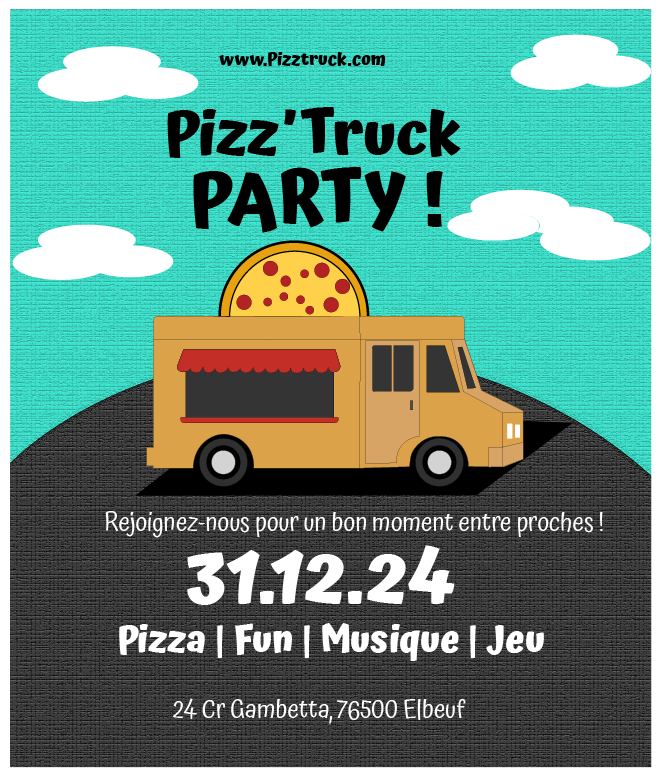 www.Pizztruck.com
Pizz'Truck
PARTY !
Rejoignez-nous pour un bon moment entre proches !
31.12.24
Pizza | Fun | Musique | Jeu
24 Cr Gambetta, 76500 Elbeuf